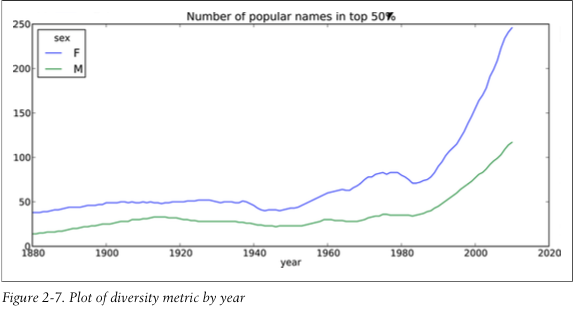 Number of popular names in top 50%
sex
F
M
250
200
150
100
50
0
1880
1900
1920
1940
1960
1980
2000
2020
year
Figure 2-7. Plot of diversity metric by year